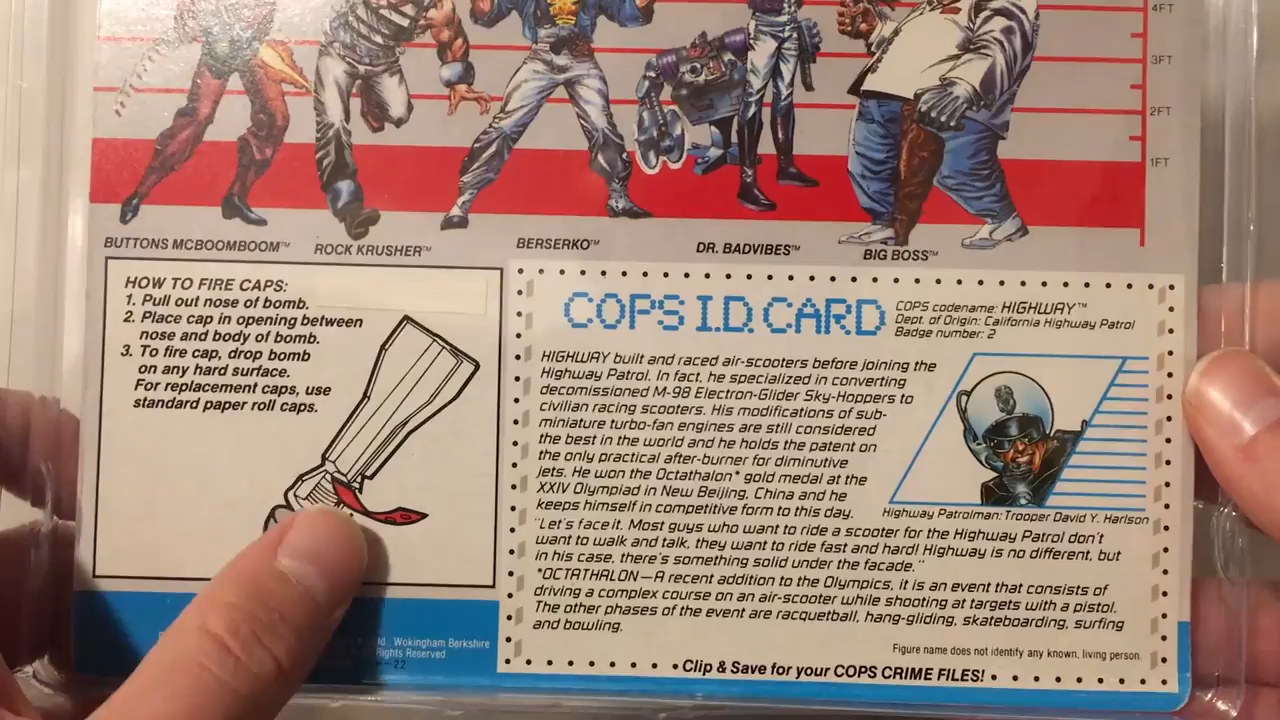 4FT
3FT
2FT
1FT
BUTTONS MCBOOMBOOM™
ROCK KRUSHER™
BERSERKO™
DR. BADVIBES™
BIG BOSS™
HOW TO FIRE CAPS:
1. Pull out nose of bomb.
2. Place cap in opening between
nose and body of bomb.
3. To fire cap, drop bomb
on any hard surface.
For replacement caps, use
standard paper roll caps.
COPS I.D. CARD
COPS codename: HIGHWAY™
Dept. of Origin: California Highway Patrol
Badge number: 2
HIGHWAY built and raced air-scooters before joining the
Highway Patrol. In fact, he specialized in converting
decomissioned M-98 Electron-Glider Sky-Hoppers to
civilian racing scooters. His modifications of sub-
miniature turbo-fan engines are still considered
the best in the world and he holds the patent on
the only practical after-burner for diminutive
jets. He won the Octathalon* gold medal at the
XXIV Olympiad in New Beijing, China and he
keeps himself in competitive form to this day.
"Let's face it. Most guys who want to ride a scooter for the Highway Patrol don't
want to walk and talk, they want to ride fast and hard! Highway is no different, but
in his case, there's something solid under the facade."
*OCTATHALON—A recent addition to the Olympics, it is an event that consists of
driving a complex course on an air-scooter while shooting at targets with a pistol.
The other phases of the event are racquetball, hang-gliding, skateboarding, surfing
and bowling.
Highway Patrolman: Trooper David Y. Harlson
Figure name does not identify any known, living person.
Clip & Save for your COPS CRIME FILES!
Wokingham Berkshire
Rights Reserved
-22